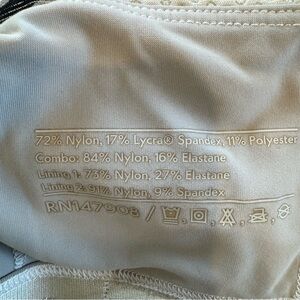 72% Nylon, 17% Lycra® Spandex, 11% Polyester
Combo: 84% Nylon, 16% Elastane
Lining 1: 73% Nylon, 27% Elastane
Lining 2: 91% Nylon, 9% Spandex
RN147908 /